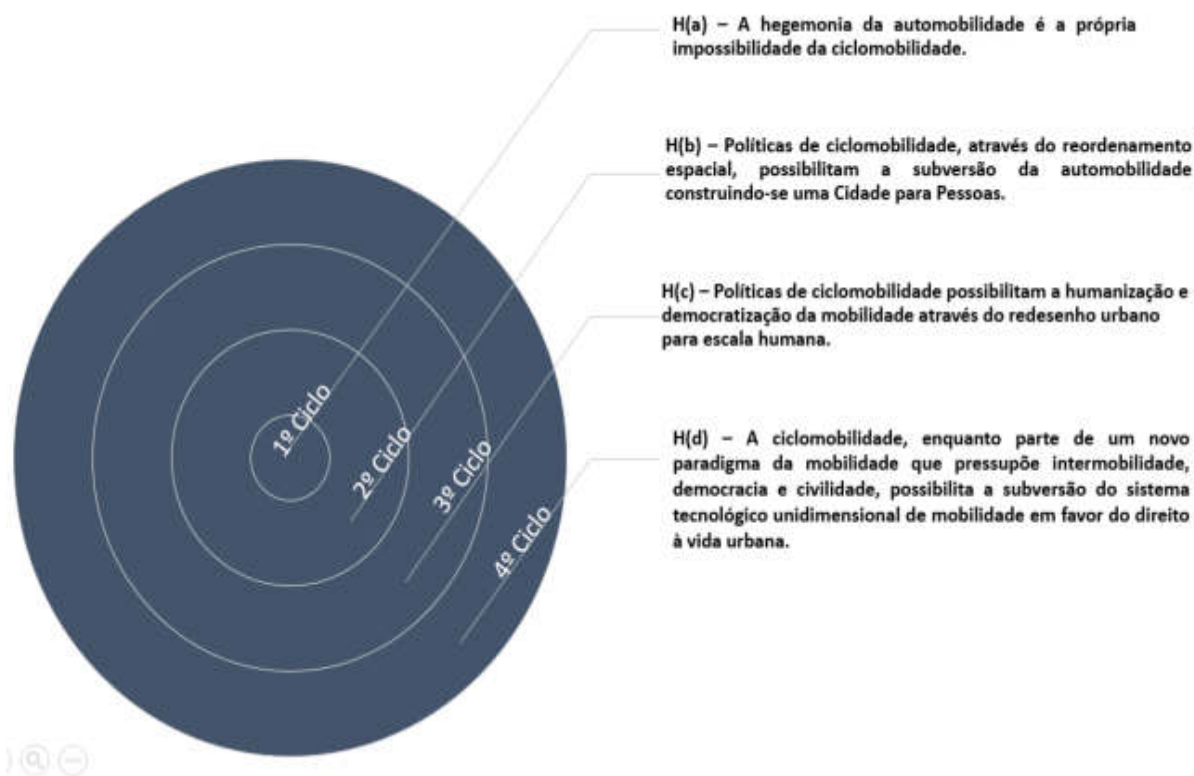 H(a) – A hegemonia da automobilidade é a própria
impossibilidade da ciclomobilidade.
H(b) – Políticas de ciclomobilidade, através do reordenamento
espacial, possibilitam a subversão da automobilidade
construindo-se uma Cidade para Pessoas.
H(c) – Políticas de ciclomobilidade possibilitam a humanização e
democratização da mobilidade através do redesenho urbano
para escala humana.
H(d) – A ciclomobilidade, enquanto parte de um novo
paradigma da mobilidade que pressupõe intermobilidade,
democracia e civilidade, possibilita a subversão do sistema
tecnológico unidimensional de mobilidade em favor do direito
à vida urbana.
1º Ciclo
2º Ciclo
3º Ciclo
4º Ciclo